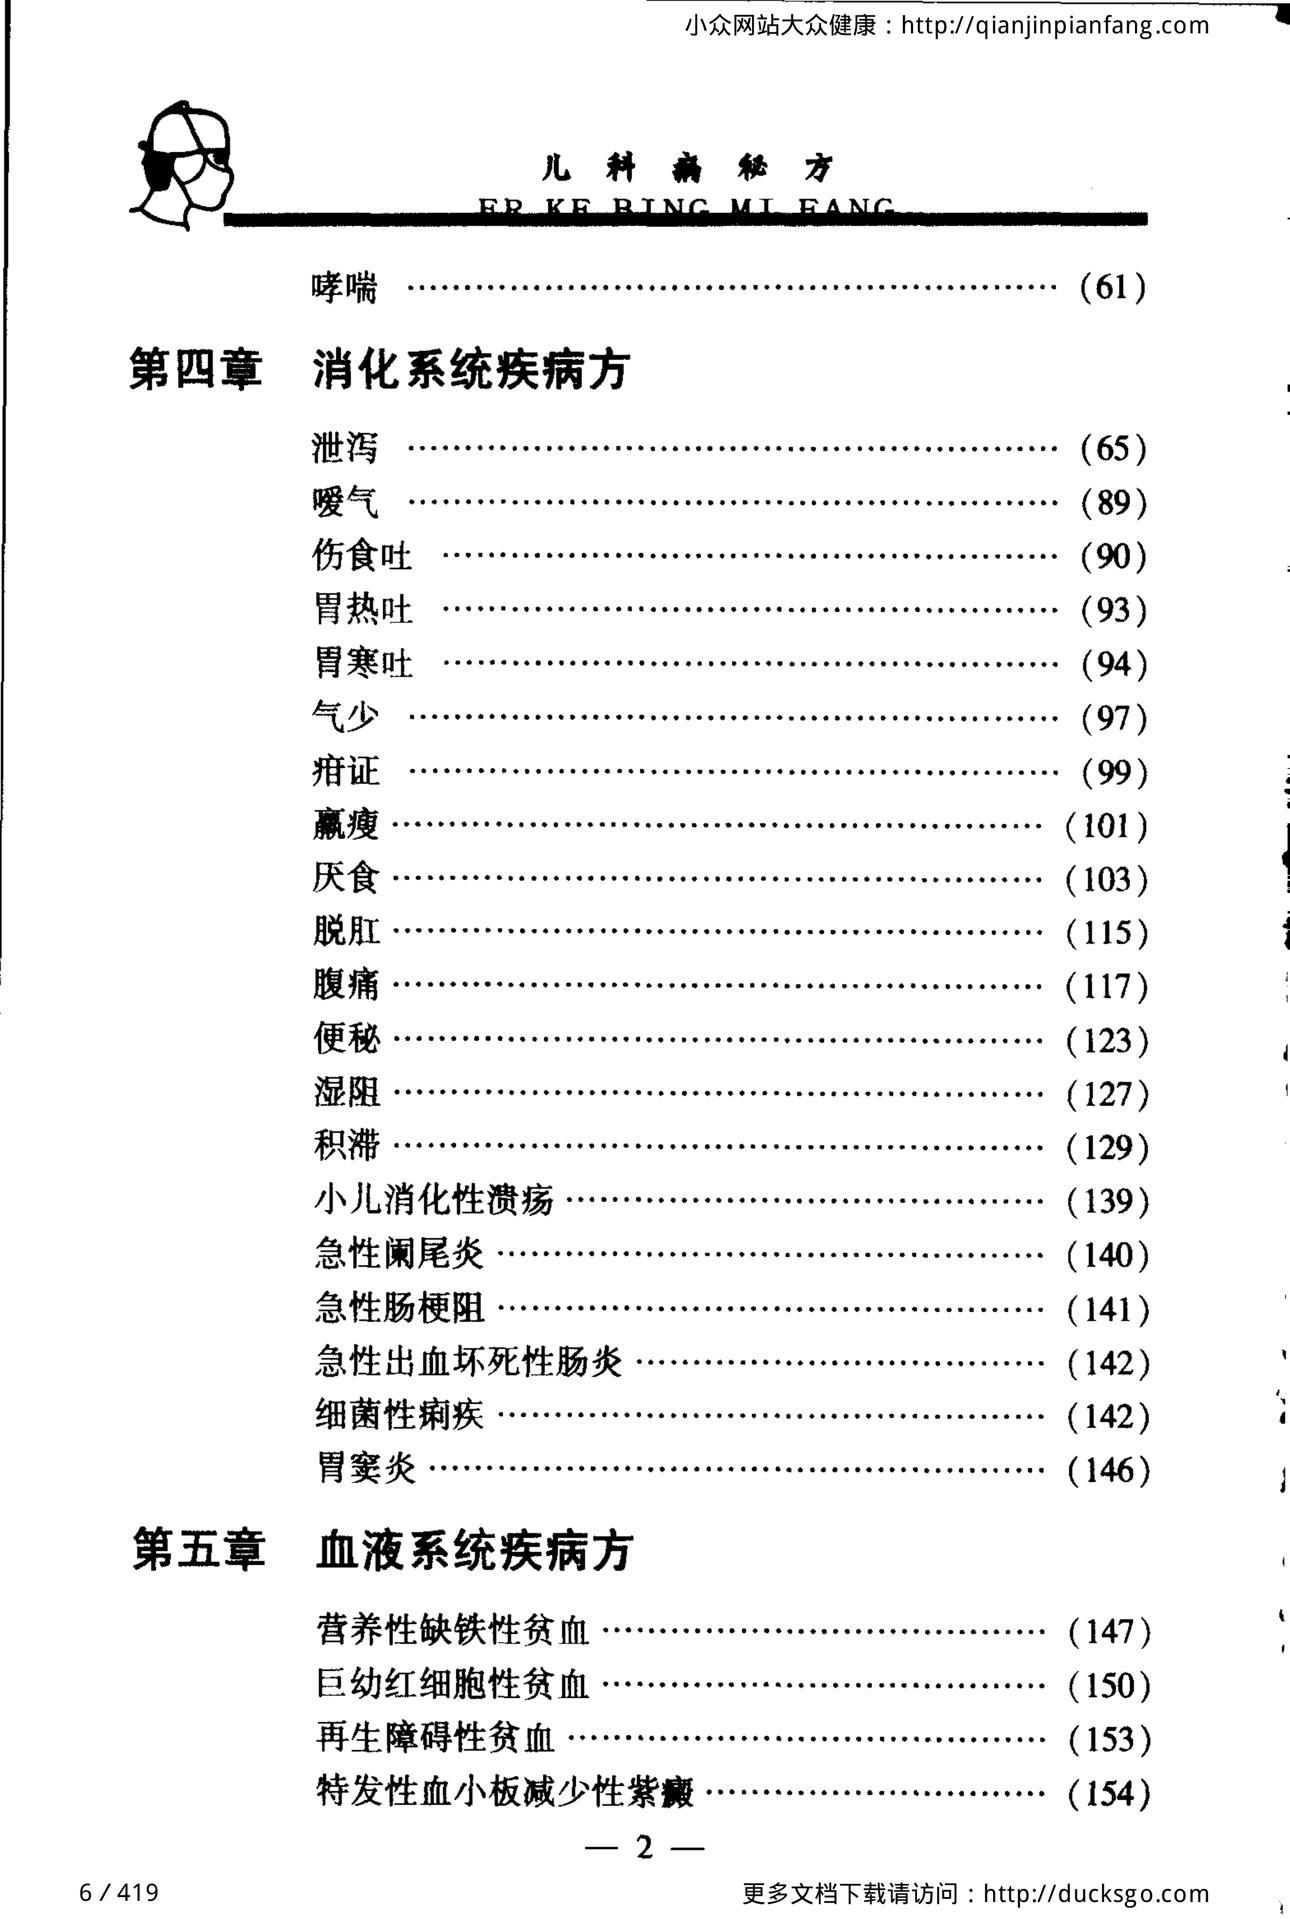 小众网站大众健康：http://qianjinpianfang.com
儿科病秘方
ER KE BING MI FANG
哮喘 ……………………………………………… (61)
第四章 消化系统疾病方
泄泻 ……………………………………………… (65)
嗳气 ……………………………………………… (89)
伤食吐 …………………………………………… (90)
胃热吐 …………………………………………… (93)
胃寒吐 …………………………………………… (94)
气少 ……………………………………………… (97)
疳证 ……………………………………………… (99)
羸瘦 ……………………………………………… (101)
厌食 ……………………………………………… (103)
脱肛 ……………………………………………… (115)
腹痛 ……………………………………………… (117)
便秘 ……………………………………………… (123)
湿阻 ……………………………………………… (127)
积滞 ……………………………………………… (129)
小儿消化性溃疡 ………………………………… (139)
急性阑尾炎 ……………………………………… (140)
急性肠梗阻 ……………………………………… (141)
急性出血坏死性肠炎 …………………………… (142)
细菌性痢疾 ……………………………………… (142)
胃窦炎 …………………………………………… (146)
第五章 血液系统疾病方
营养性缺铁性贫血 ……………………………… (147)
巨幼红细胞性贫血 ……………………………… (150)
再生障碍性贫血 ………………………………… (153)
特发性血小板减少性紫癜 ……………………… (154)
— 2 —
6 / 419
更多文档下载请访问：http://ducksgo.com